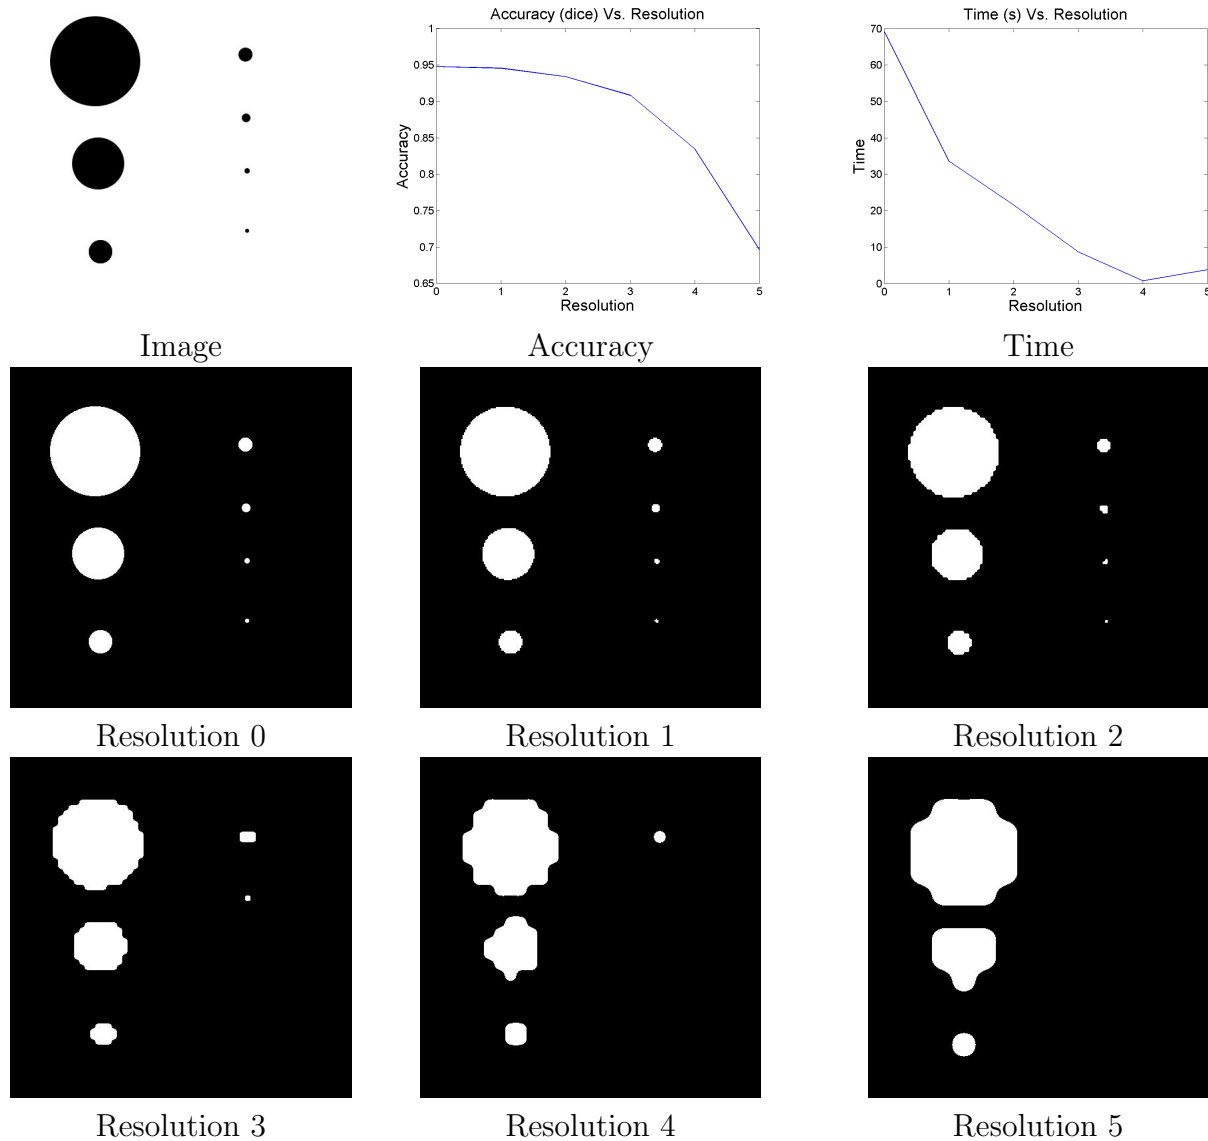 Accuracy (dice) Vs. Resolution
1
0.95
0.9
0.85
0.8
0.75
0.7
0.65
Accuracy
0 1 2 3 4 5
Resolution
Time (s) Vs. Resolution
70
60
50
40
30
20
10
0
Time
0 1 2 3 4 5
Resolution
Image Accuracy Time
Resolution 0 Resolution 1 Resolution 2
Resolution 3 Resolution 4 Resolution 5